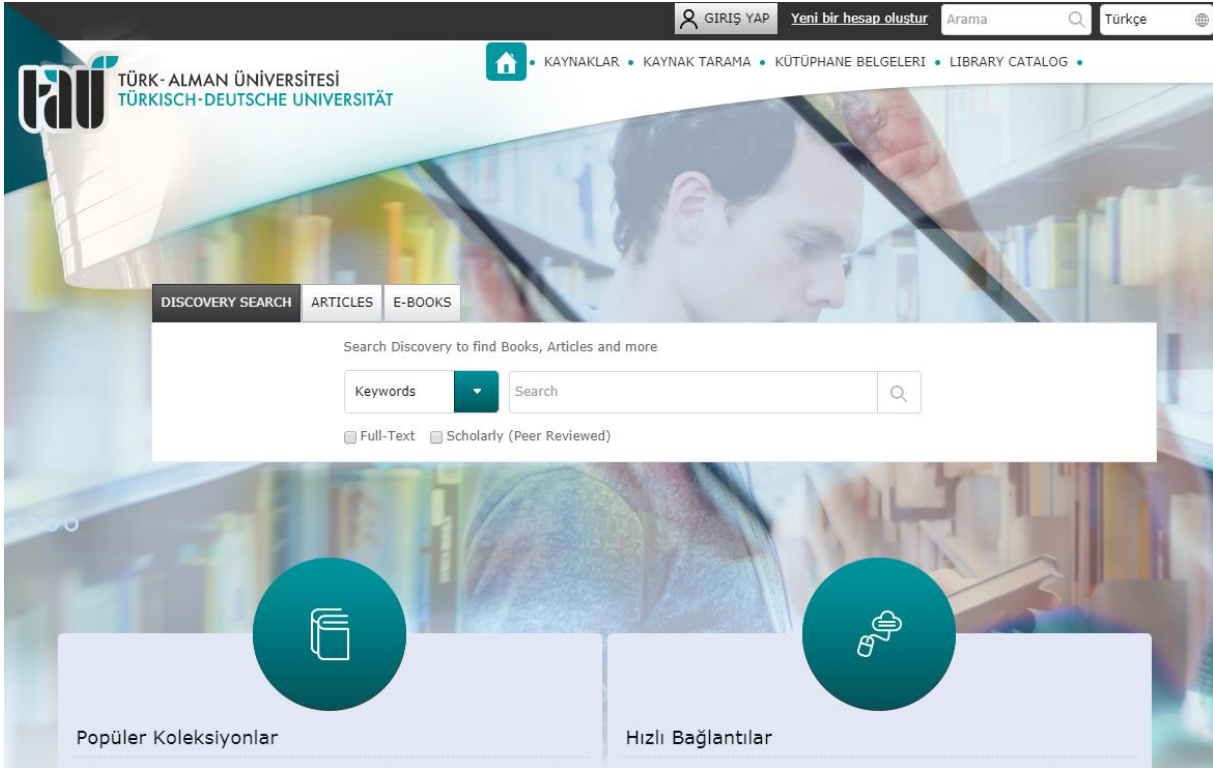 GIRIŞ YAP Yeni bir hesap oluştur Arama Türkçe
KAYNAKLAR • KAYNAK TARAMA • KÜTÜPHANE BELGELERI • LIBRARY CATALOG •
taü
TÜRK-ALMAN ÜNİVERSİTESİ
TÜRKISCH-DEUTSCHE UNIVERSITÄT
DISCOVERY SEARCH ARTICLES E-BOOKS
Search Discovery to find Books, Articles and more
Keywords Search
Full-Text Scholarly (Peer Reviewed)
Popüler Koleksiyonlar Hızlı Bağlantılar